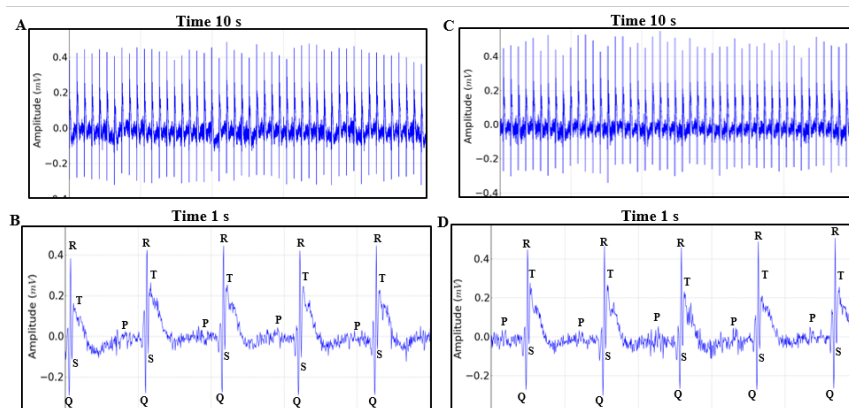 A
Time 10 s
Amplitude (mV)
0.4
0.2
0.0
−0.2
B
Time 1 s
Amplitude (mV)
0.4
0.2
0.0
−0.2
R R R R R
T T T T T
P P P P
S S S S S
Q Q Q Q Q
C
Time 10 s
Amplitude (mV)
0.4
0.2
0.0
−0.2
−0.4
D
Time 1 s
Amplitude (mV)
0.4
0.2
0.0
−0.2
R R R R R
T T T T
P P P P P
S S S S
Q Q Q Q Q